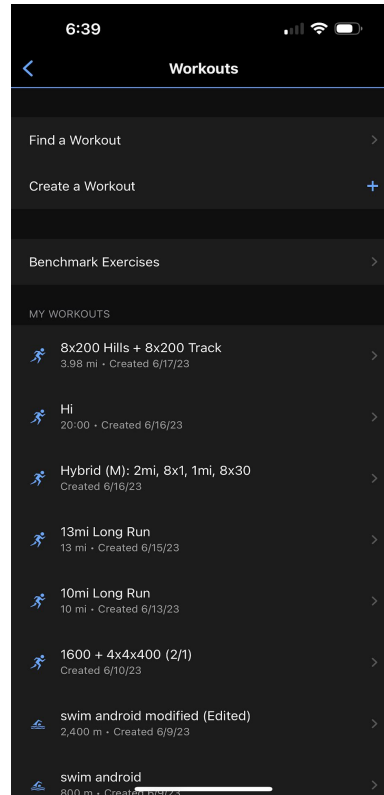 6:39
Workouts
Find a Workout
Create a Workout
Benchmark Exercises
MY WORKOUTS
8x200 Hills + 8x200 Track
3.98 mi • Created 6/17/23
Hi
20:00 • Created 6/16/23
Hybrid (M): 2mi, 8x1, 1mi, 8x30
Created 6/16/23
13mi Long Run
13 mi • Created 6/15/23
10mi Long Run
10 mi • Created 6/13/23
1600 + 4x4x400 (2/1)
Created 6/10/23
swim android modified (Edited)
2,400 m • Created 6/9/23
swim android
800 m • Created 6/9/23